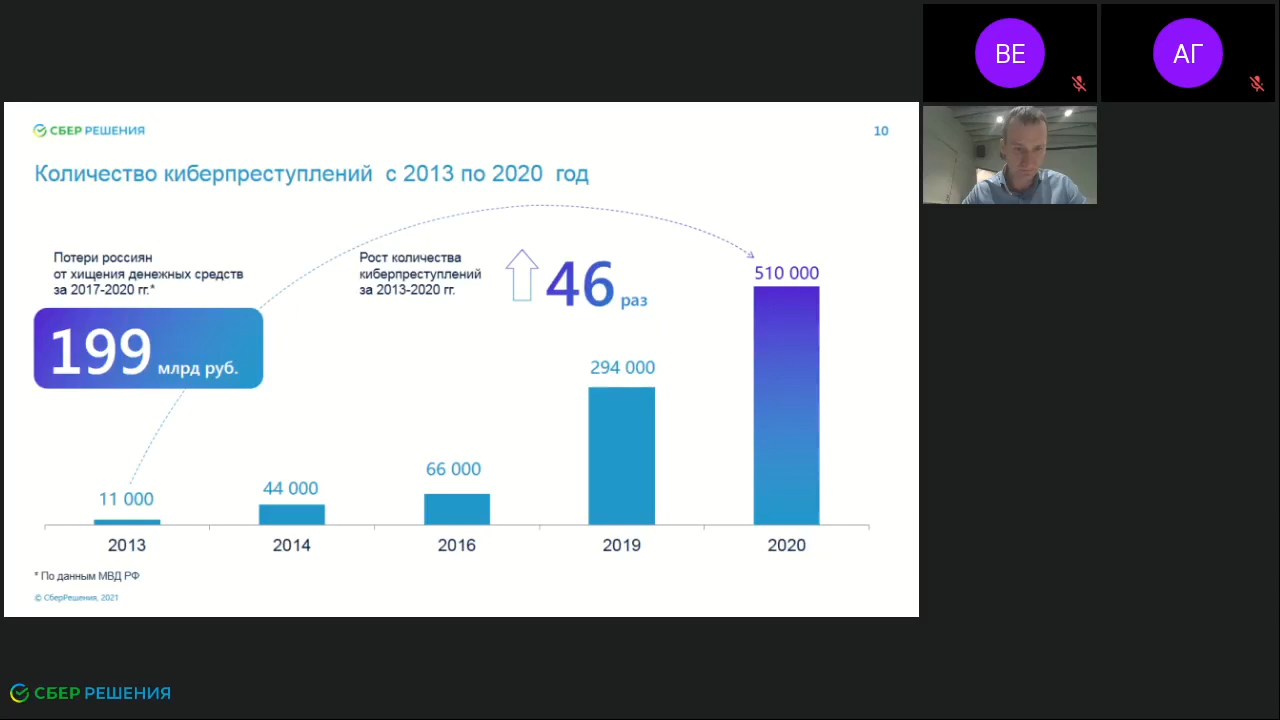 ВЕ
АГ
СБЕР РЕШЕНИЯ
10
Количество киберпреступлений с 2013 по 2020 год
Потери россиян
от хищения денежных средств
за 2017-2020 гг.*
199 млрд руб.
Рост количества
киберпреступлений
за 2013-2020 гг.
46 раз
11 000
44 000
66 000
294 000
510 000
2013
2014
2016
2019
2020
* По данным МВД РФ
© СберРешения, 2021
СБЕР РЕШЕНИЯ